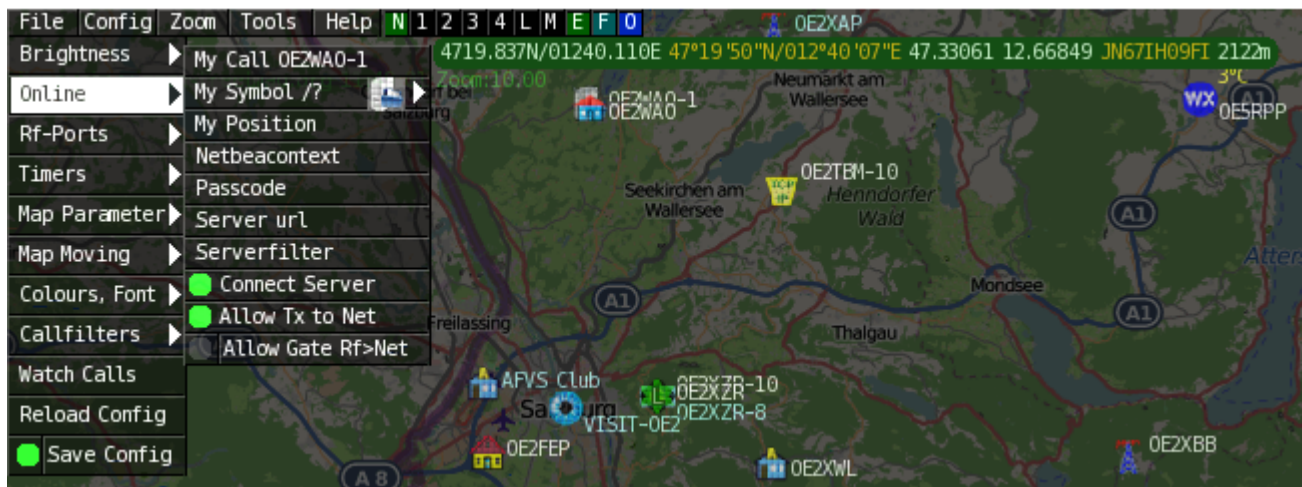 File Config Zoom Tools Help N 1 2 3 4 L M E F O
OE2XAP
4719.837N/01240.110E 47°19'50"N/012°40'07"E 47.33061 12.66849 JN67IH09FI 2122m
Zoom:10.00
Brightness
Online
Rf-Ports
Timers
Map Parameter
Map Moving
Colours, Font
Callfilters
Watch Calls
Reload Config
Save Config
My Call OE2WAO-1
My Symbol /?
My Position
Netbeacontext
Passcode
Server url
Serverfilter
Connect Server
Allow Tx to Net
Allow Gate Rf>Net
bei
Salzburg
OE2WAO-1
OE2WAO
Neumarkt am
Wallersee
3°C
WX
A1
OE5RPP
OE2TBM-10
Seekirchen am
Wallersee
Henndorfer
Wald
A1
Mondsee
A1
A1
Freilassing
Thalgau
AFVS Club
L
OE2XZR-10
OE2XZR
OE2XZR-8
VISIT-OE2
OE2FEP
OE2XWL
OE2XBB
A8